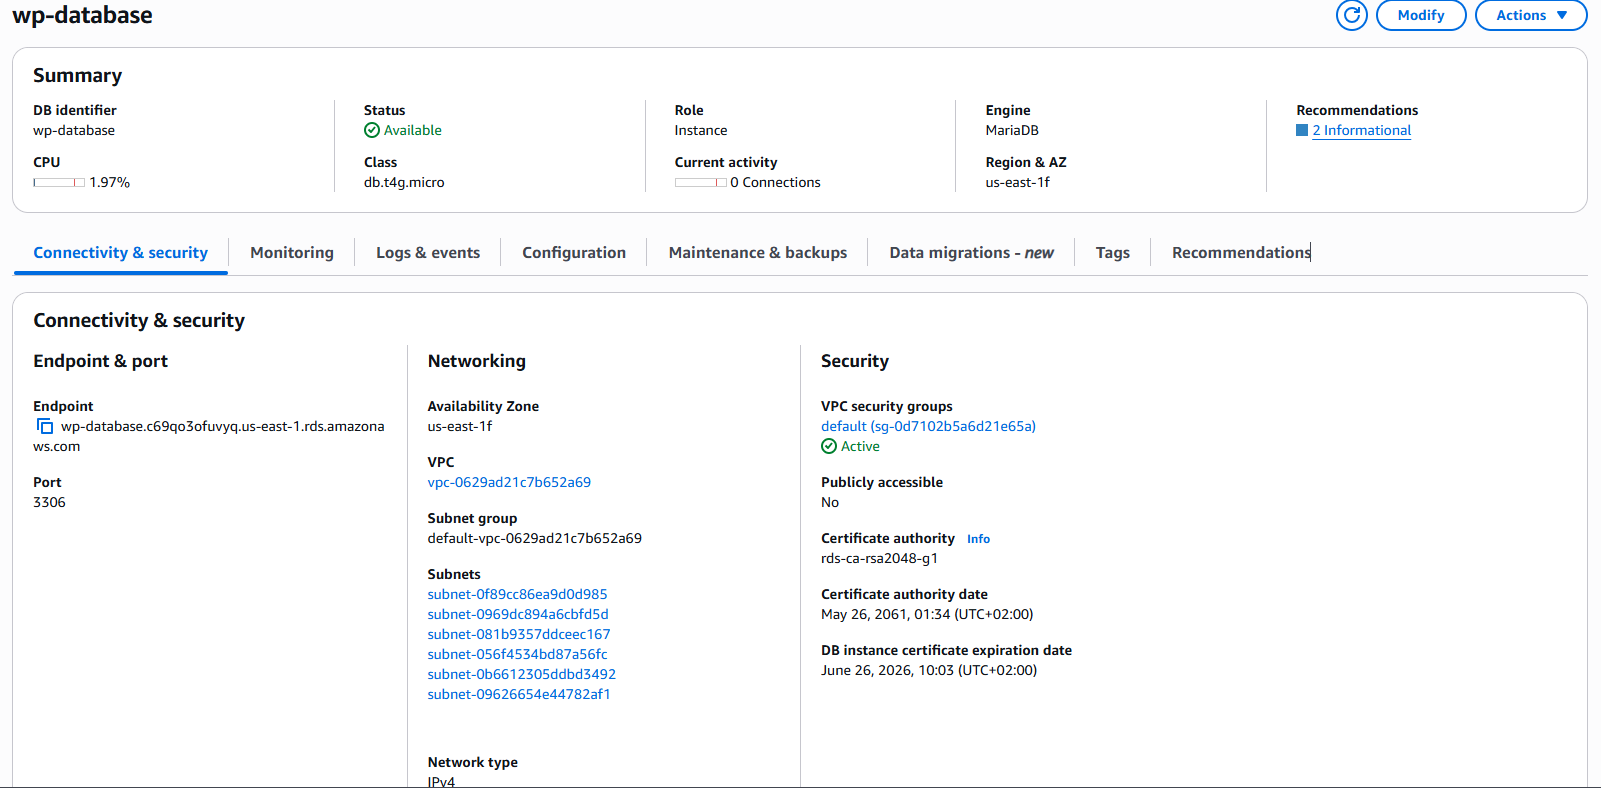 wp-database
Modify
Actions
Summary
DB identifier
wp-database
Status
Available
Role
Instance
Engine
MariaDB
Recommendations
2 Informational
CPU
1.97%
Class
db.t4g.micro
Current activity
0 Connections
Region & AZ
us-east-1f
Connectivity & security
Monitoring
Logs & events
Configuration
Maintenance & backups
Data migrations - new
Tags
Recommendations
Connectivity & security
Endpoint & port
Endpoint
wp-database.c69qo3ofuvyq.us-east-1.rds.amazona
ws.com
Port
3306
Networking
Availability Zone
us-east-1f
VPC
vpc-0629ad21c7b652a69
Subnet group
default-vpc-0629ad21c7b652a69
Subnets
subnet-0f89cc86ea9d0d985
subnet-0969dc894a6cbfd5d
subnet-081b9357ddceec167
subnet-056f4534bd87a56fc
subnet-0b6612305ddbd3492
subnet-09626654e44782af1
Network type
IPv4
Security
VPC security groups
default (sg-0d7102b5a6d21e65a)
Active
Publicly accessible
No
Certificate authority Info
rds-ca-rsa2048-g1
Certificate authority date
May 26, 2061, 01:34 (UTC+02:00)
DB instance certificate expiration date
June 26, 2026, 10:03 (UTC+02:00)